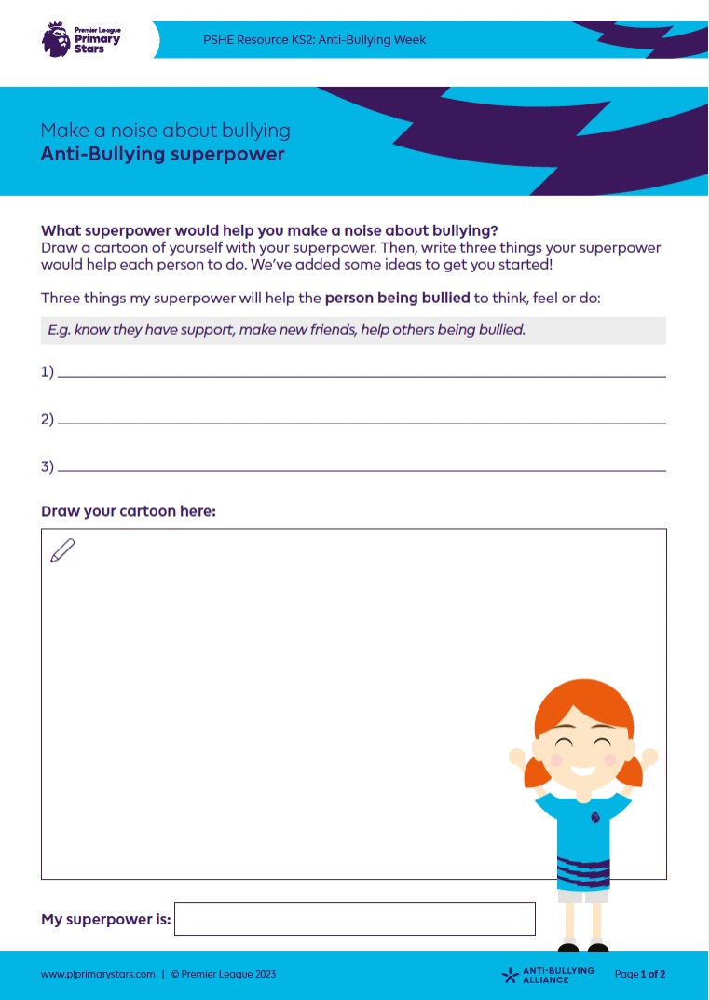 Premier League
Primary
Stars
PSHE Resource KS2: Anti-Bullying Week
Make a noise about bullying
Anti-Bullying superpower
What superpower would help you make a noise about bullying?
Draw a cartoon of yourself with your superpower. Then, write three things your superpower
would help each person to do. We've added some ideas to get you started!
Three things my superpower will help the person being bullied to think, feel or do:
E.g. know they have support, make new friends, help others being bullied.
1)
2)
3)
Draw your cartoon here:
My superpower is:
www.plprimarystars.com | © Premier League 2023
ANTI-BULLYING
ALLIANCE
Page 1 of 2